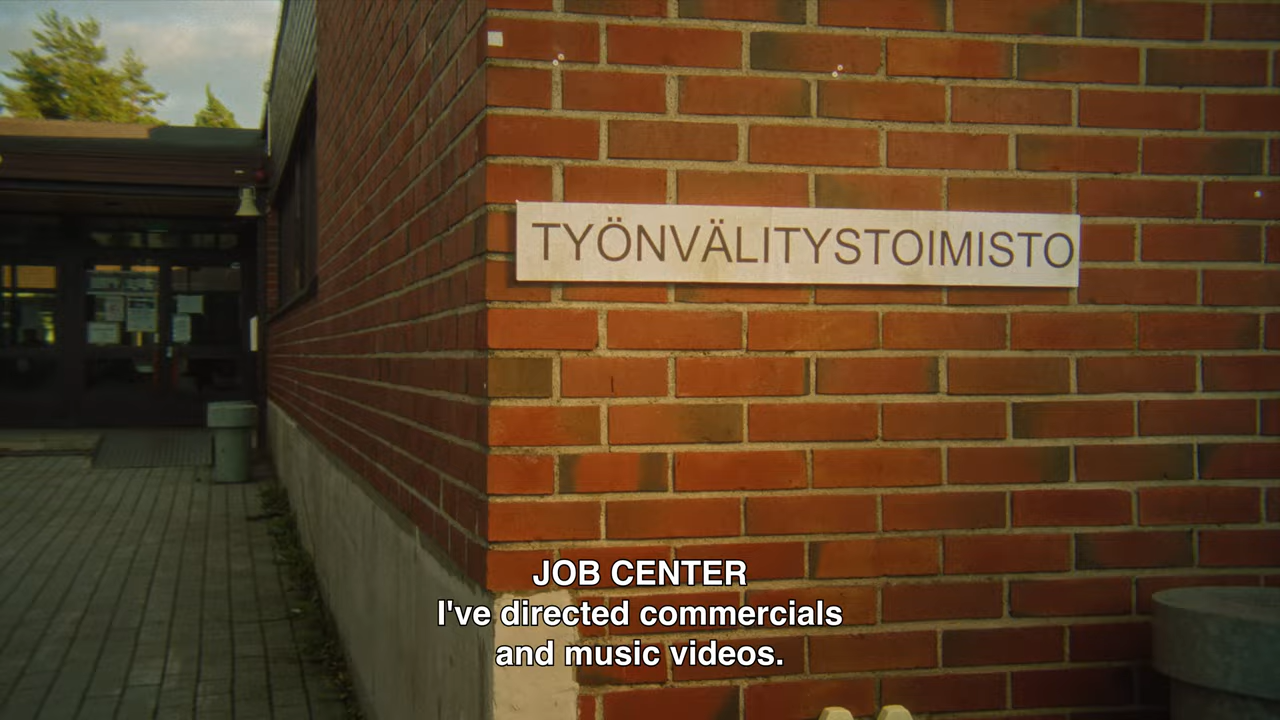 TYÖNVÄLITYSTOIMISTO
JOB CENTER
I've directed commercials
and music videos.